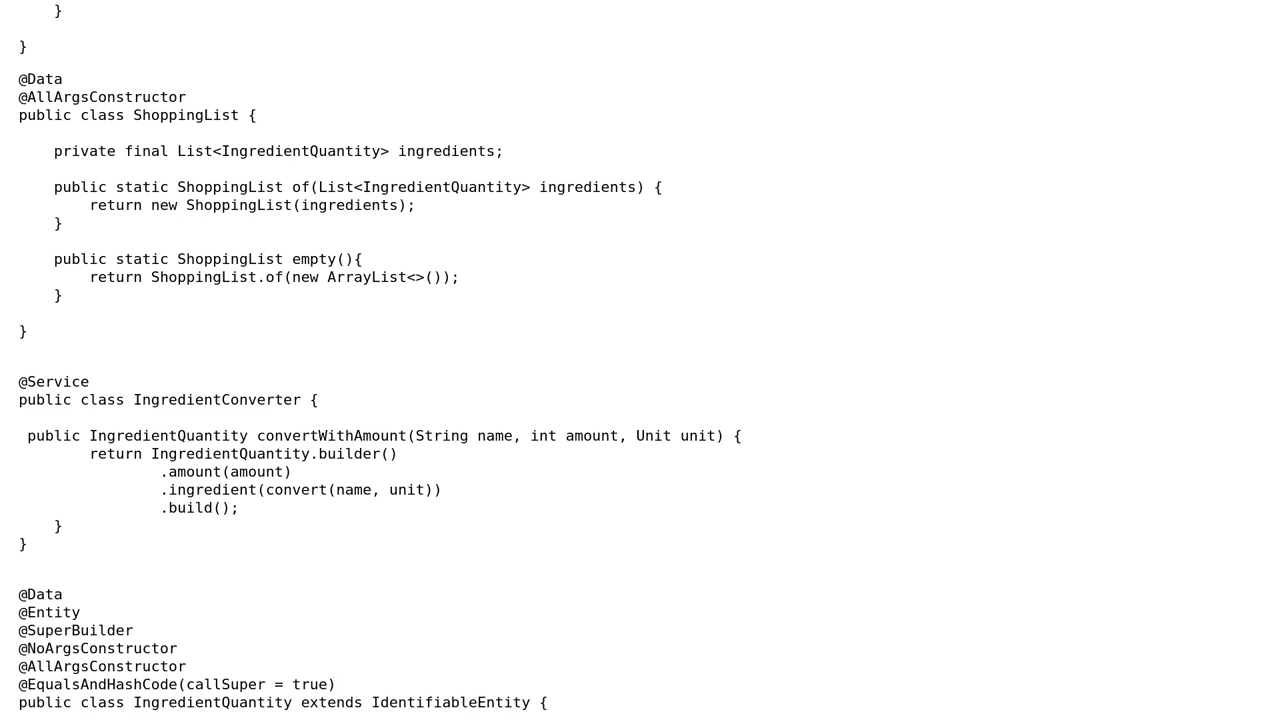 }

}
@Data
@AllArgsConstructor
public class ShoppingList {

    private final List<IngredientQuantity> ingredients;

    public static ShoppingList of(List<IngredientQuantity> ingredients) {
        return new ShoppingList(ingredients);
    }

    public static ShoppingList empty(){
        return ShoppingList.of(new ArrayList<>());
    }

}

@Service
public class IngredientConverter {

 public IngredientQuantity convertWithAmount(String name, int amount, Unit unit) {
        return IngredientQuantity.builder()
                .amount(amount)
                .ingredient(convert(name, unit))
                .build();
    }
}

@Data
@Entity
@SuperBuilder
@NoArgsConstructor
@AllArgsConstructor
@EqualsAndHashCode(callSuper = true)
public class IngredientQuantity extends IdentifiableEntity {